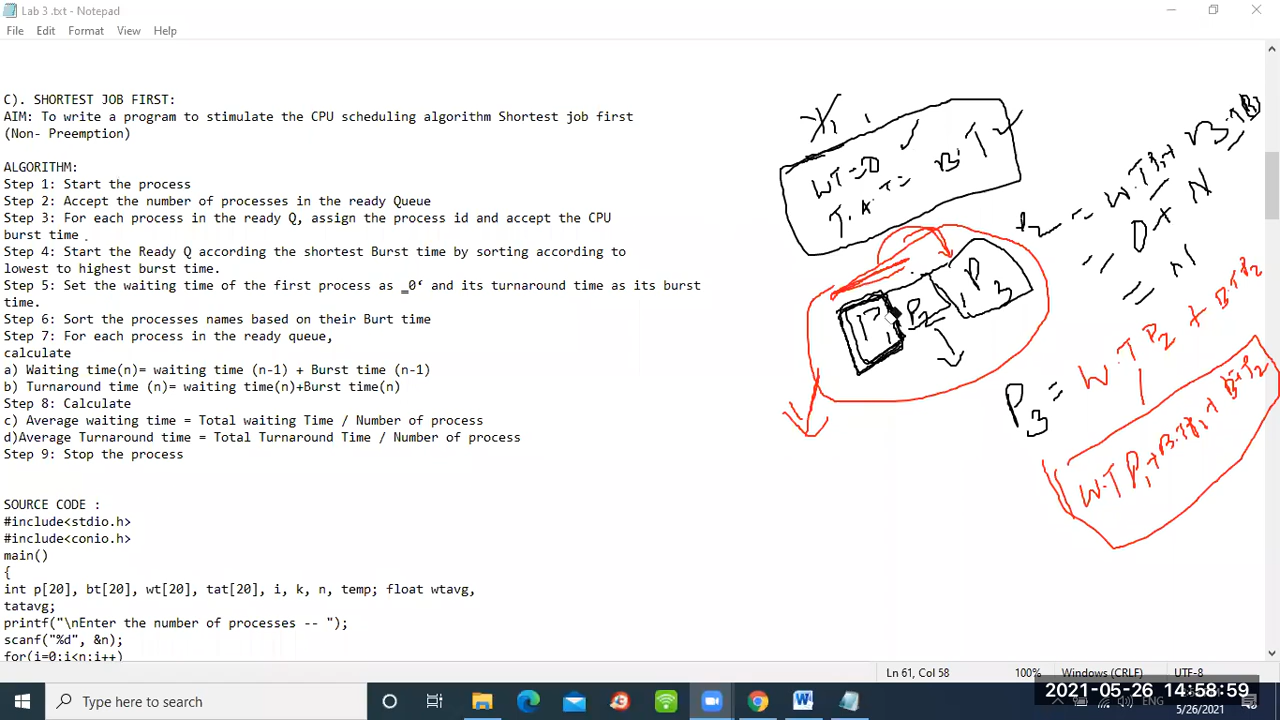 Lab 3 .txt - Notepad
File Edit Format View Help
C). SHORTEST JOB FIRST:
AIM: To write a program to stimulate the CPU scheduling algorithm Shortest job first
(Non- Preemption)
ALGORITHM:
Step 1: Start the process
Step 2: Accept the number of processes in the ready Queue
Step 3: For each process in the ready Q, assign the process id and accept the CPU
burst time .
Step 4: Start the Ready Q according the shortest Burst time by sorting according to
lowest to highest burst time.
Step 5: Set the waiting time of the first process as _0‘ and its turnaround time as its burst
time.
Step 6: Sort the processes names based on their Burt time
Step 7: For each process in the ready queue,
calculate
a) Waiting time(n)= waiting time (n-1) + Burst time (n-1)
b) Turnaround time (n)= waiting time(n)+Burst time(n)
Step 8: Calculate
c) Average waiting time = Total waiting Time / Number of process
d)Average Turnaround time = Total Turnaround Time / Number of process
Step 9: Stop the process
SOURCE CODE :
#include<stdio.h>
#include<conio.h>
main()
{
int p[20], bt[20], wt[20], tat[20], i, k, n, temp; float wtavg,
tatavg;
printf("\nEnter the number of processes -- ");
scanf("%d", &n);
for(i=0;i<n;i++)
WT=0
T.A.T= B.T
P1 P2 P3
P3 = W.T P2 + B.T P2
W.T P1 + B.T P1 + B.T P2
Ln 61, Col 58 100% Windows (CRLF) UTF-8
Type here to search
ENG
2021-05-26 14:58:59
5/26/2021